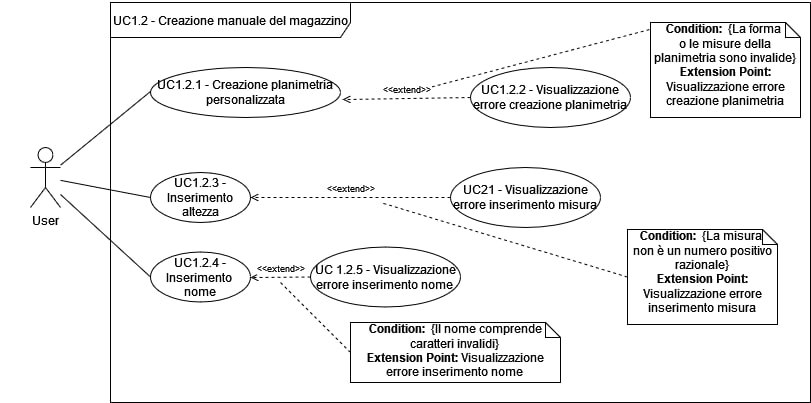 UC1.2 - Creazione manuale del magazzino
Condition: {La forma
o le misure della
planimetria sono invalide}
Extension Point:
Visualizzazione errore
creazione planimetria
UC1.2.1 - Creazione planimetria
personalizzata
<<extend>>
UC1.2.2 - Visualizzazione
errore creazione planimetria
User
UC1.2.3 -
Inserimento
altezza
<<extend>>
UC21 - Visualizzazione
errore inserimento misura
Condition: {La misura
non è un numero positivo
razionale}
Extension Point:
Visualizzazione errore
inserimento misura
UC1.2.4 -
Inserimento
nome
<<extend>>
UC 1.2.5 - Visualizzazione
errore inserimento nome
Condition: {Il nome comprende
caratteri invalidi}
Extension Point: Visualizzazione
errore inserimento nome